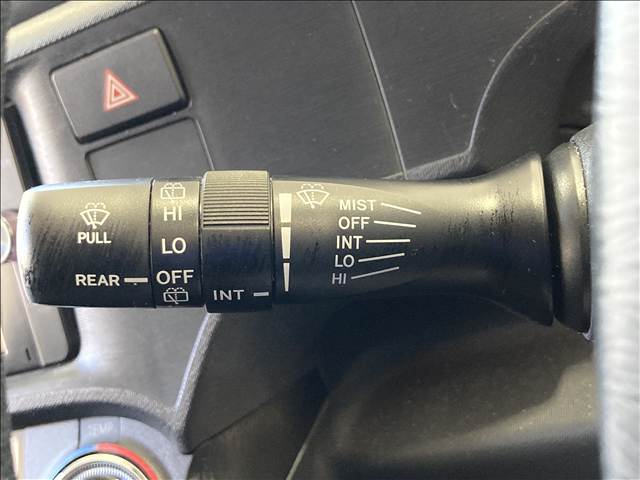 PULL
REAR
HI
LO
OFF
INT
MIST
OFF
INT
LO
HI